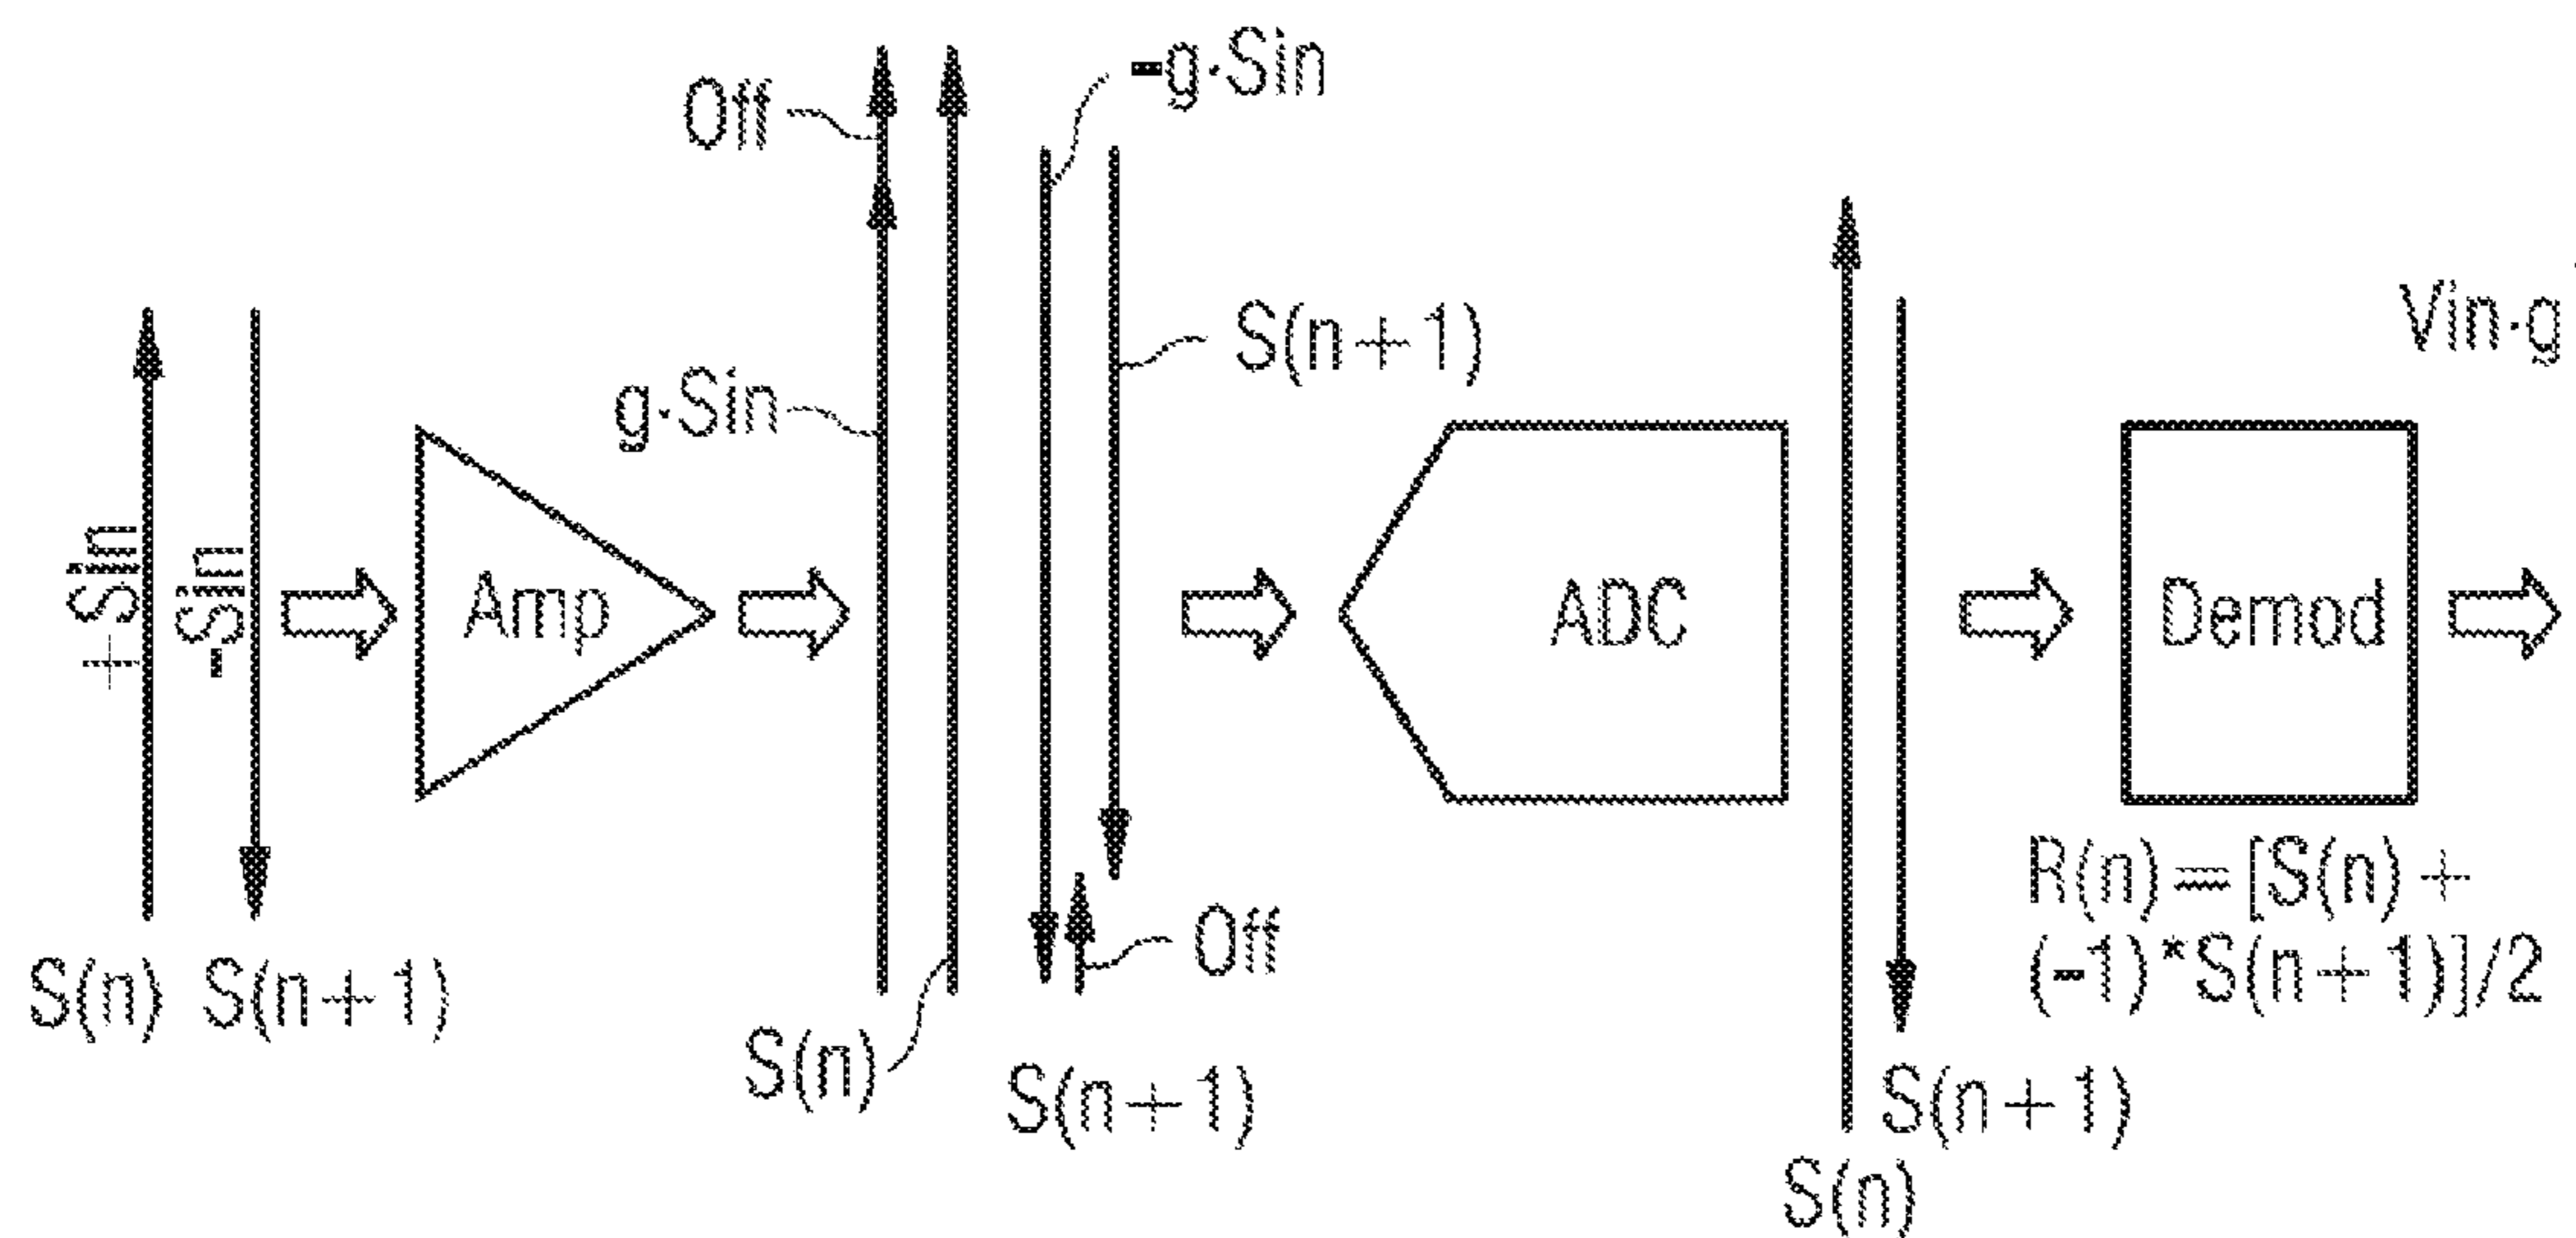 +Sin
-Sin
S(n) S(n+1)
Amp
Off
g·Sin
S(n)
-g·Sin
S(n+1)
Off
S(n+1)
ADC
S(n+1)
S(n)
Vin·g
Demod
R(n)=[S(n)+
(-1)*S(n+1)]/2